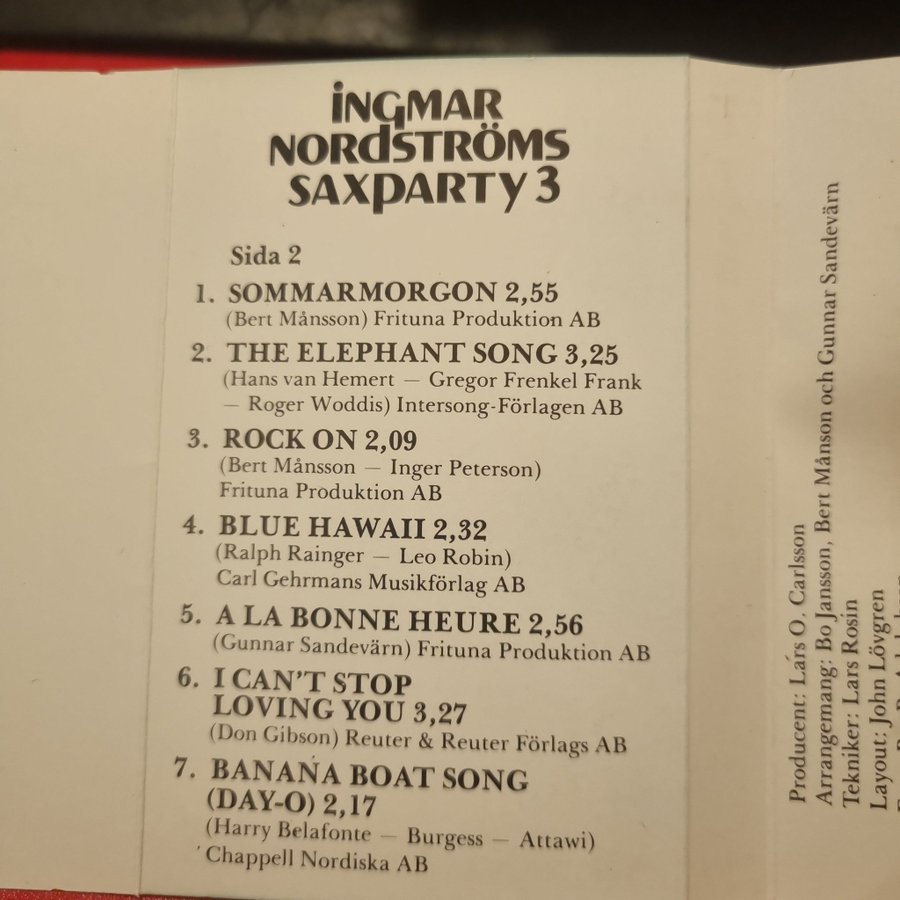 iNGMAR
NORdSTRÖMS
SAXPARTY 3
Sida 2
1. SOMMARMORGON 2,55
(Bert Månsson) Frituna Produktion AB
2. THE ELEPHANT SONG 3,25
(Hans van Hemert — Gregor Frenkel Frank
— Roger Woddis) Intersong-Förlagen AB
3. ROCK ON 2,09
(Bert Månsson — Inger Peterson)
Frituna Produktion AB
4. BLUE HAWAII 2,32
(Ralph Rainger — Leo Robin)
Carl Gehrmans Musikförlag AB
5. A LA BONNE HEURE 2,56
(Gunnar Sandevärn) Frituna Produktion AB
6. I CAN'T STOP
LOVING YOU 3,27
(Don Gibson) Reuter & Reuter Förlags AB
7. BANANA BOAT SONG
(DAY-O) 2,17
(Harry Belafonte — Burgess — Attawi)
Chappell Nordiska AB
Producent: Lars O. Carlsson
Arrangemang: Bo Jansson, Bert Månson och Gunnar Sandevärn
Tekniker: Lars Rosin
Layout: John Lövgren